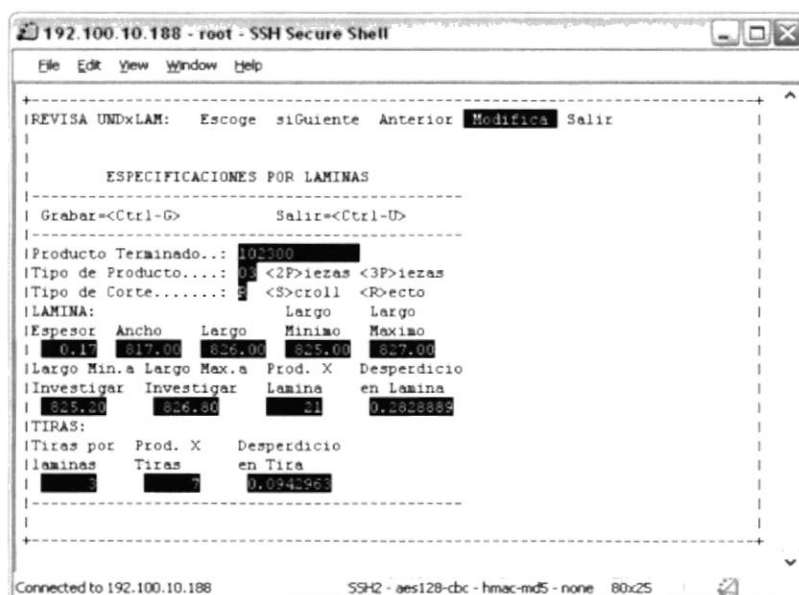 192.100.10.188 - root - SSH Secure Shell
File Edit View Window Help
REVISA UNDxLAM: Escoge siGuiente Anterior Modifica Salir
ESPECIFICACIONES POR LAMINAS
Grabar=<Ctrl-G> Salir=<Ctrl-U>
Producto Terminado..: 102300
Tipo de Producto....: 03 <2P>iezas <3P>iezas
Tipo de Corte.......: S <S>croll <R>ecto
LAMINA: Largo Largo
Espesor Ancho Largo Minimo Maximo
0.17 817.00 826.00 825.00 827.00
Largo Min.a Largo Max.a Prod. X Desperdicio
Investigar Investigar Lamina en Lamina
825.20 826.80 21 0.2828889
TIRAS:
Tiras por Prod. X Desperdicio
laminas Tiras en Tira
3 7 0.0942963
Connected to 192.100.10.188 SSH2 - aes128-cbc - hmac-md5 - none 80x25